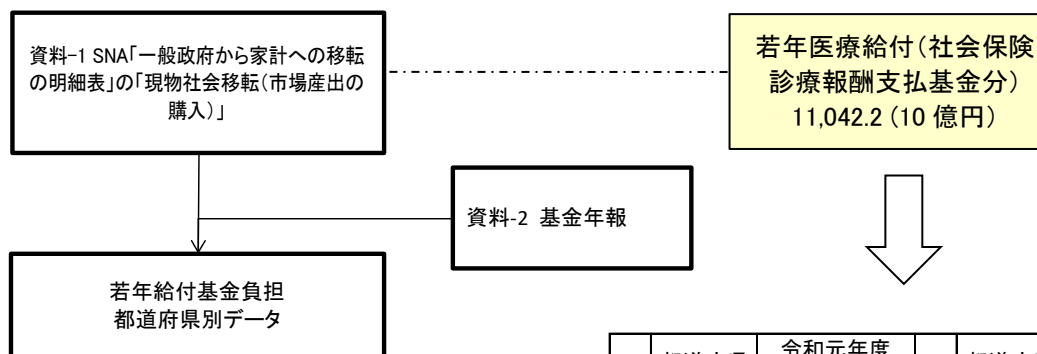 資料-1 SNA「一般政府から家計への移転
の明細表」の「現物社会移転（市場産出の
購入）」
若年医療給付（社会保険
診療報酬支払基金分）
11,042.2（10 億円）
資料-2 基金年報
若年給付基金負担
都道府県別データ
令和元年度